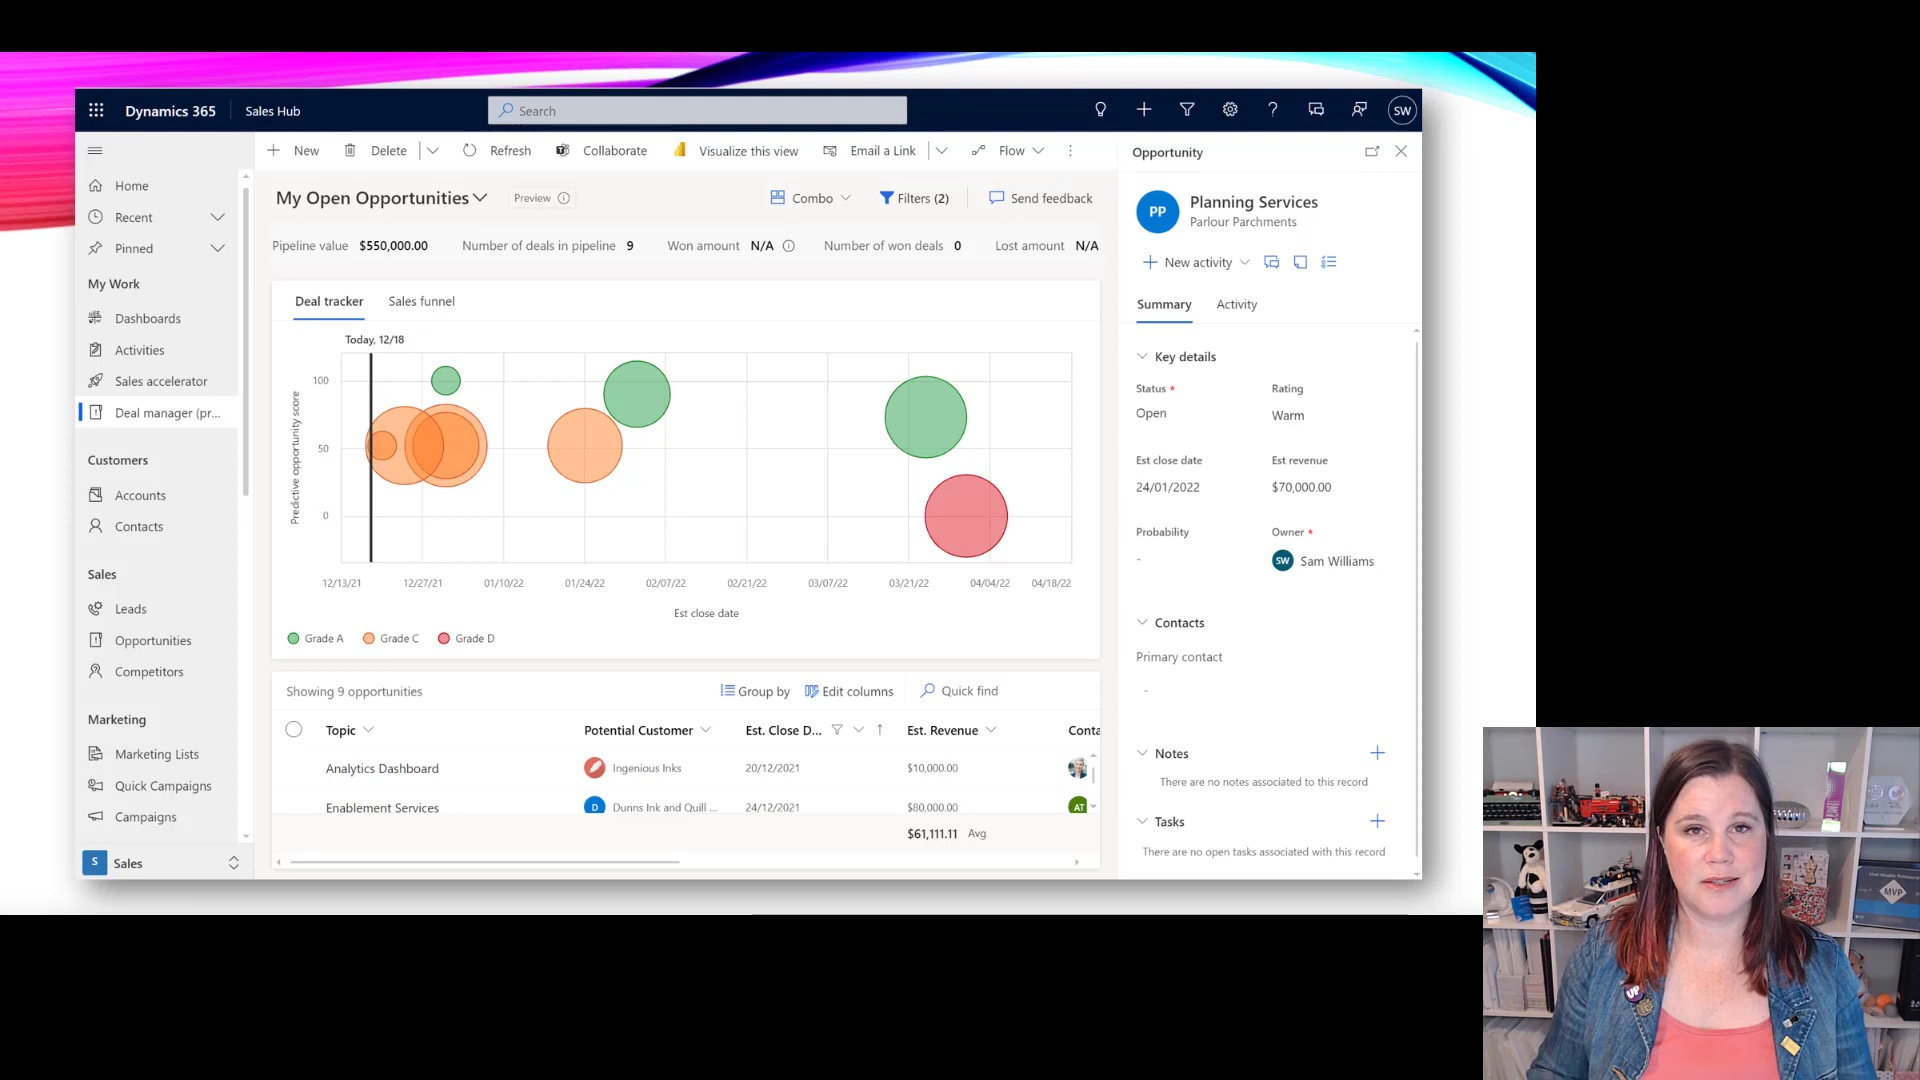 Dynamics 365
Sales Hub
Search
SW
New
Delete
Refresh
Collaborate
Visualize this view
Email a Link
Flow
Home
Recent
Pinned
My Work
Dashboards
Activities
Sales accelerator
Deal manager (pr...
Customers
Accounts
Contacts
Sales
Leads
Opportunities
Competitors
Marketing
Marketing Lists
Quick Campaigns
Campaigns
S Sales
My Open Opportunities
Preview
Combo
Filters (2)
Send feedback
Pipeline value $550,000.00
Number of deals in pipeline 9
Won amount N/A
Number of won deals 0
Lost amount N/A
Deal tracker
Sales funnel
Today, 12/18
Predictive opportunity score
100
50
0
12/13/21 12/27/21 01/10/22 01/24/22 02/07/22 02/21/22 03/07/22 03/21/22 04/04/22 04/18/22
Est close date
Grade A Grade C Grade D
Showing 9 opportunities
Group by
Edit columns
Quick find
Topic Potential Customer Est. Close D... Est. Revenue Conta
Analytics Dashboard Ingenious Inks 20/12/2021 $10,000.00
Enablement Services D Dunns Ink and Quill ... 24/12/2021 $80,000.00 AT
$61,111.11 Avg
Opportunity
PP
Planning Services
Parlour Parchments
New activity
Summary
Activity
Key details
Status *
Open
Rating
Warm
Est close date
24/01/2022
Est revenue
$70,000.00
Probability
-
Owner *
SW Sam Williams
Contacts
Primary contact
-
Notes
There are no notes associated to this record
Tasks
There are no open tasks associated with this record
MVP
UP